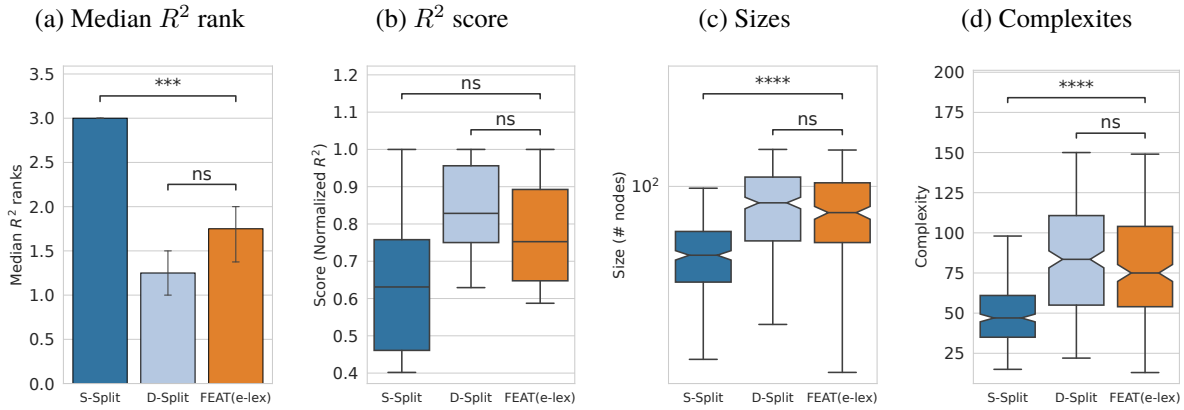 (a) Median R² rank
(b) R² score
(c) Sizes
(d) Complexites
Median R² ranks
3.5
3.0
2.5
2.0
1.5
1.0
0.5
0.0
***
ns
S-Split
D-Split
FEAT(e-lex)
Score (Normalized R²)
1.2
1.1
1.0
0.9
0.8
0.7
0.6
0.5
0.4
ns
ns
S-Split
D-Split
FEAT(e-lex)
Size (# nodes)
10²
****
ns
S-Split
D-Split
FEAT(e-lex)
Complexity
200
175
150
125
100
75
50
25
****
ns
S-Split
D-Split
FEAT(e-lex)